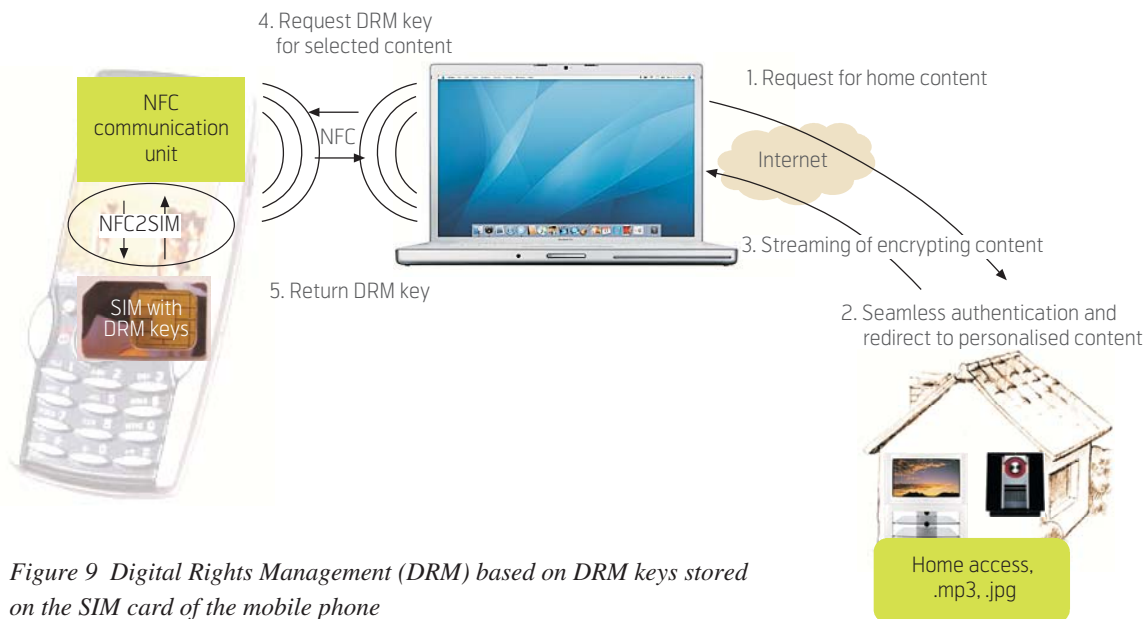 4. Request DRM key
for selected content
1. Request for home content
NFC
communication
unit
NFC
Internet
NFC2SIM
3. Streaming of encrypting content
5. Return DRM key
SIM with
DRM keys
2. Seamless authentication and
redirect to personalised content
Home access,
.mp3, .jpg
Figure 9 Digital Rights Management (DRM) based on DRM keys stored
on the SIM card of the mobile phone